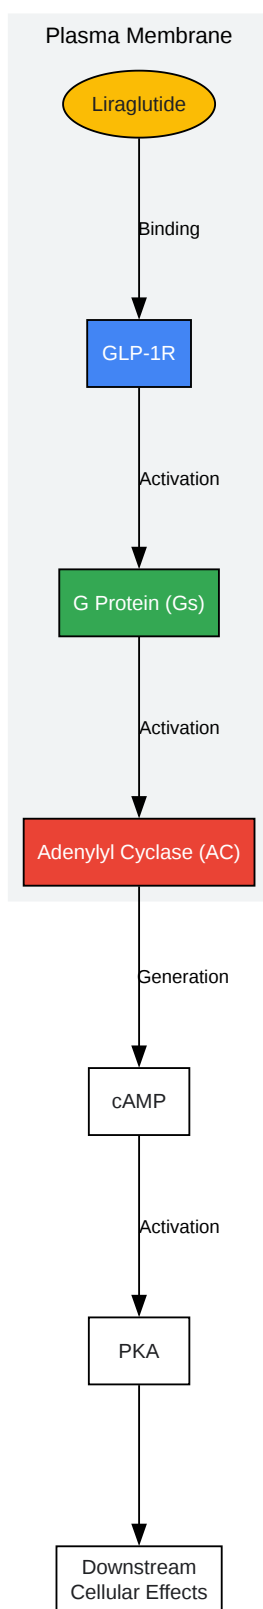 Plasma Membrane
Liraglutide
Binding
GLP-1R
Activation
G Protein (Gs)
Activation
Adenylyl Cyclase (AC)
Generation
cAMP
Activation
PKA
Downstream
Cellular Effects